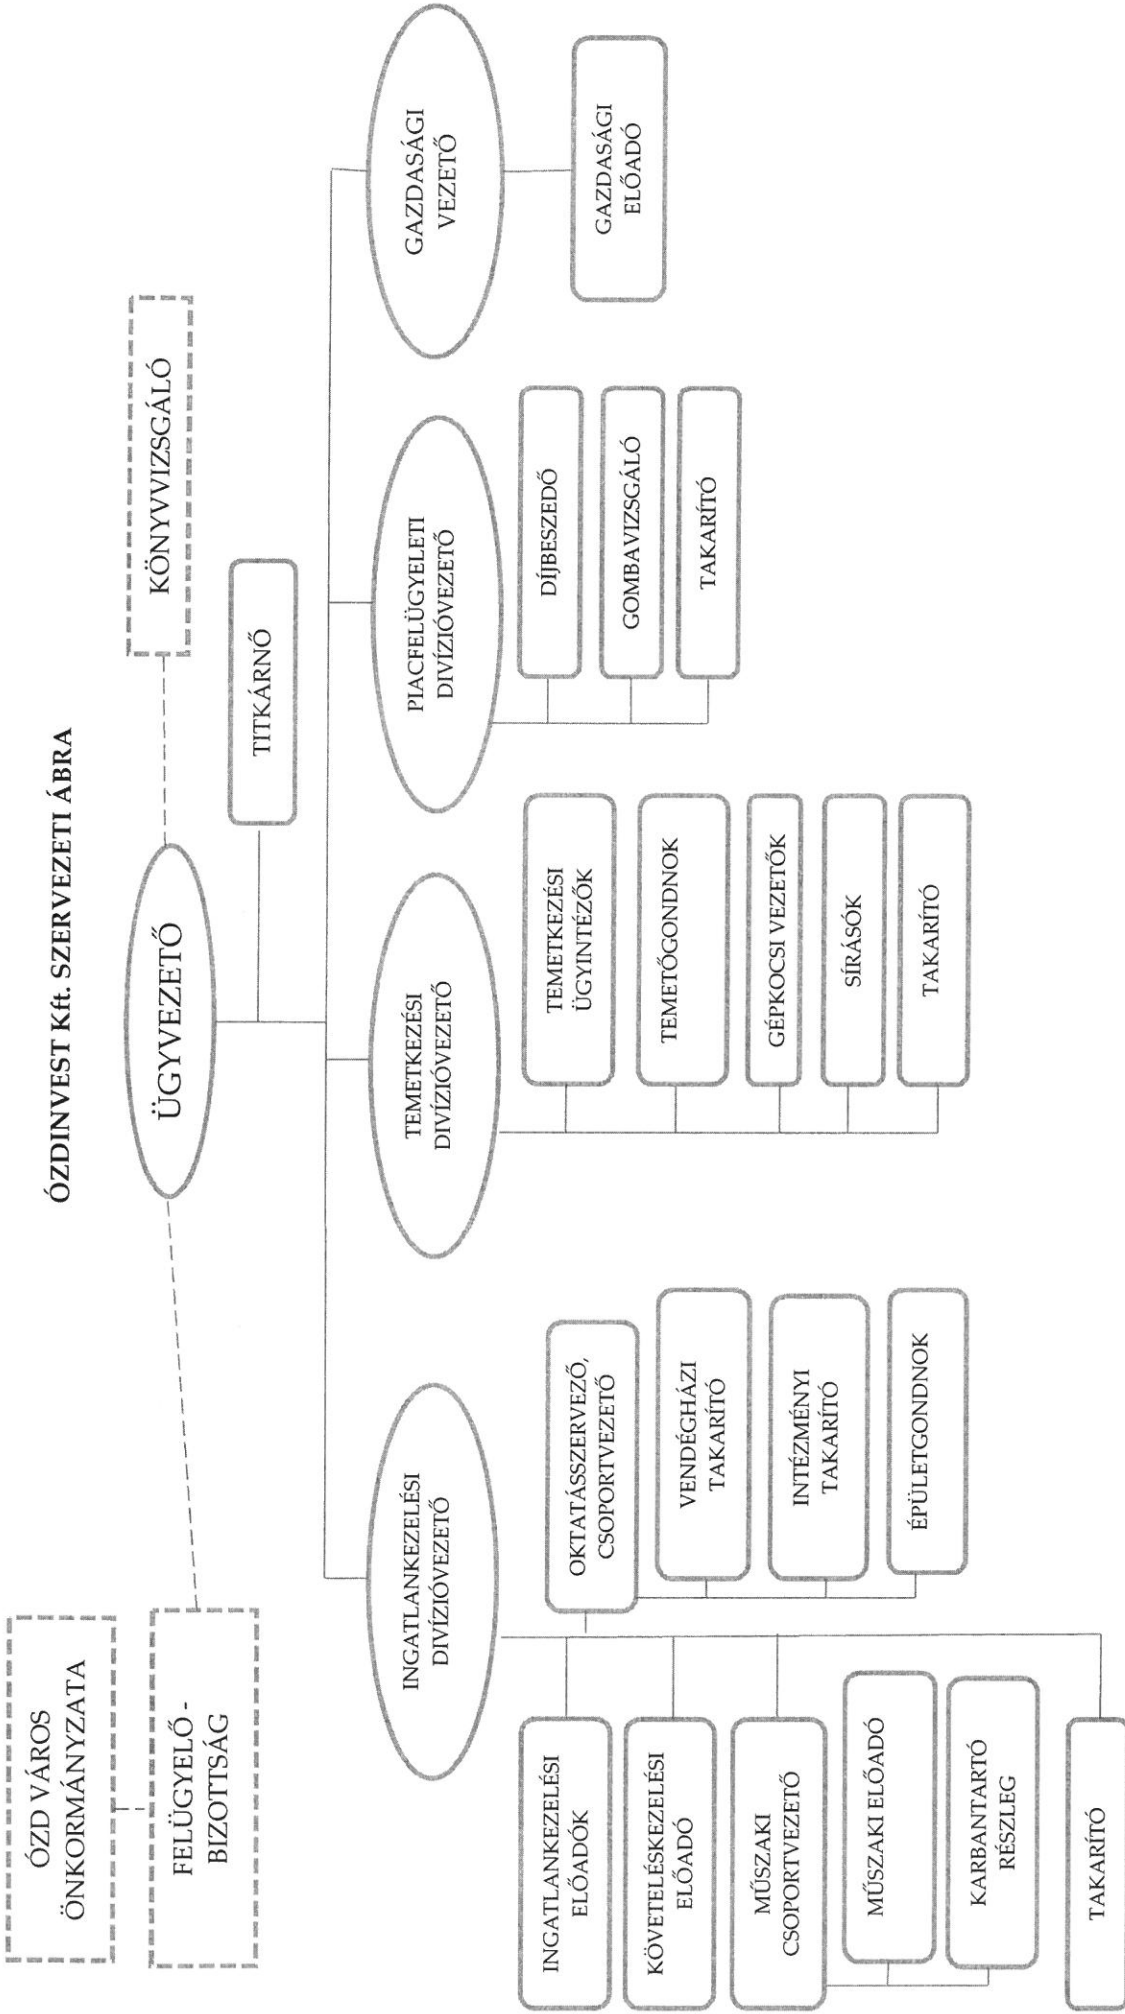 ÓZDINVEST Kft. SZERVEZETI ÁBRA
ÓZD VÁROS
ÖNKORMÁNYZATA
FELÜGYELŐ -
BIZOTTSÁG
ÜGYVEZETŐ
KÖNYVVIZSGÁLÓ
TITKÁRNŐ
INGATLANKEZELÉSI
DIVÍZIÓVEZETŐ
TEMETKEZÉSI
DIVÍZIÓVEZETŐ
PIACFELÜGYELETI
DIVÍZIÓVEZETŐ
GAZDASÁGI
VEZETŐ
INGATLANKEZELÉSI
ELŐADÓK
KÖVETELÉSKEZELÉSI
ELŐADÓ
MŰSZAKI
CSOPORTVEZETŐ
MŰSZAKI ELŐADÓ
KARBANTARTÓ
RÉSZLEG
TAKARÍTÓ
OKTATÁSSZERVEZŐ,
CSOPORTVEZETŐ
VENDÉGHÁZI
TAKARÍTÓ
INTÉZMÉNYI
TAKARÍTÓ
ÉPÜLETGONDNOK
TEMETKEZÉSI
ÜGYINTÉZŐK
TEMETŐGONDNOK
GÉPKOCSI VEZETŐK
SÍRÁSÓK
TAKARÍTÓ
DÍJBESZEDŐ
GOMBAVIZSGÁLÓ
TAKARÍTÓ
GAZDASÁGI
ELŐADÓ